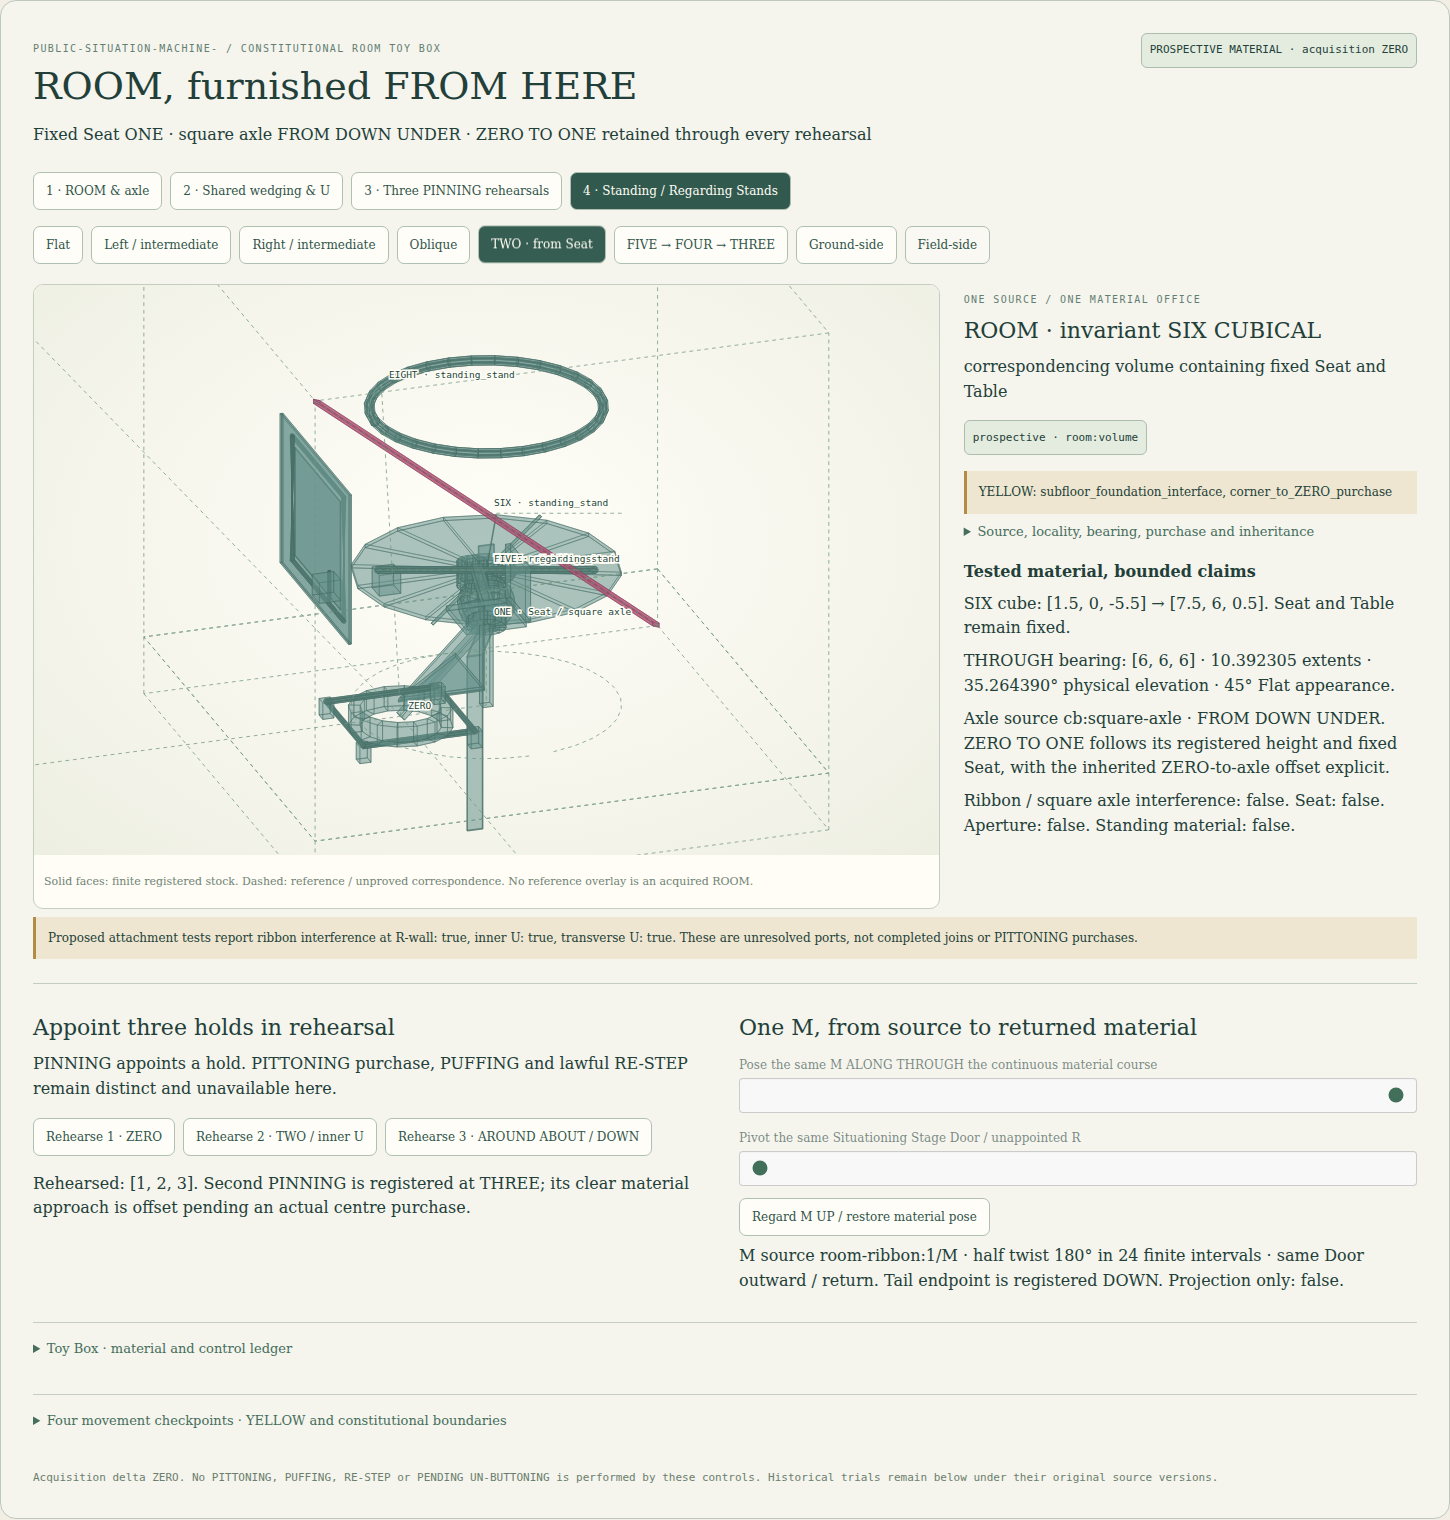 PUBLIC-SITUATION-MACHINE- / CONSTITUTIONAL ROOM TOY BOX
PROSPECTIVE MATERIAL · acquisition ZERO
ROOM, furnished FROM HERE
Fixed Seat ONE · square axle FROM DOWN UNDER · ZERO TO ONE retained through every rehearsal
1 · ROOM & axle
2 · Shared wedging & U
3 · Three PINNING rehearsals
4 · Standing / Regarding Stands
Flat
Left / intermediate
Right / intermediate
Oblique
TWO · from Seat
FIVE → FOUR → THREE
Ground-side
Field-side
EIGHT · standing_stand
SIX · standing_stand
ONE · Seat / square axle
ZERO
Solid faces: finite registered stock. Dashed: reference / unproved correspondence. No reference overlay is an acquired ROOM.
ONE SOURCE / ONE MATERIAL OFFICE
ROOM · invariant SIX CUBICAL
correspondencing volume containing fixed Seat and
Table
prospective · room:volume
YELLOW: subfloor_foundation_interface, corner_to_ZERO_purchase
Source, locality, bearing, purchase and inheritance
Tested material, bounded claims
SIX cube: [1.5, 0, -5.5] → [7.5, 6, 0.5]. Seat and Table
remain fixed.
THROUGH bearing: [6, 6, 6] · 10.392305 extents ·
35.264390° physical elevation · 45° Flat appearance.
Axle source cb:square-axle · FROM DOWN UNDER.
ZERO TO ONE follows its registered height and fixed
Seat, with the inherited ZERO-to-axle offset explicit.
Ribbon / square axle interference: false. Seat: false.
Aperture: false. Standing material: false.
Proposed attachment tests report ribbon interference at R-wall: true, inner U: true, transverse U: true. These are unresolved ports, not completed joins or PITTONING purchases.
Appoint three holds in rehearsal
PINNING appoints a hold. PITTONING purchase, PUFFING and lawful RE-STEP
remain distinct and unavailable here.
Rehearse 1 · ZERO
Rehearse 2 · TWO / inner U
Rehearse 3 · AROUND ABOUT / DOWN
Rehearsed: [1, 2, 3]. Second PINNING is registered at THREE; its clear material
approach is offset pending an actual centre purchase.
One M, from source to returned material
Pose the same M ALONG THROUGH the continuous material course
Pivot the same Situationing Stage Door / unappointed R
Regard M UP / restore material pose
M source room-ribbon:1/M · half twist 180° in 24 finite intervals · same Door
outward / return. Tail endpoint is registered DOWN. Projection only: false.
Toy Box · material and control ledger
Four movement checkpoints · YELLOW and constitutional boundaries
Acquisition delta ZERO. No PITTONING, PUFFING, RE-STEP or PENDING UN-BUTTONING is performed by these controls. Historical trials remain below under their original source versions.